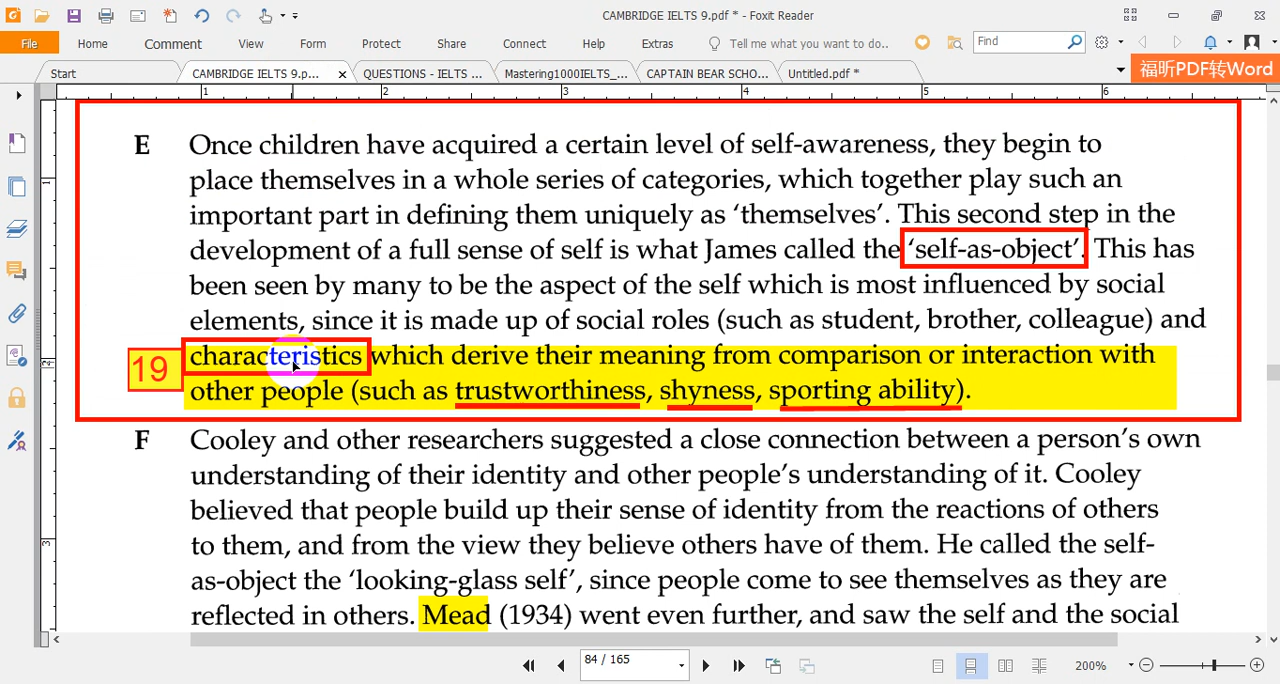 CAMBRIDGE IELTS 9.pdf * - Foxit Reader
File Home Comment View Form Protect Share Connect Help Extras Tell me what you want to do.. Find
Start CAMBRIDGE IELTS 9.p... QUESTIONS - IELTS ... Mastering1000IELTS_... CAPTAIN BEAR SCHO... Untitled.pdf * 福昕PDF转Word
1 2 3 4 5 6
E Once children have acquired a certain level of self-awareness, they begin to
place themselves in a whole series of categories, which together play such an
important part in defining them uniquely as ‘themselves’. This second step in the
development of a full sense of self is what James called the ‘self-as-object’. This has
been seen by many to be the aspect of the self which is most influenced by social
elements, since it is made up of social roles (such as student, brother, colleague) and
19 characteristics which derive their meaning from comparison or interaction with
other people (such as trustworthiness, shyness, sporting ability).
F Cooley and other researchers suggested a close connection between a person’s own
understanding of their identity and other people’s understanding of it. Cooley
believed that people build up their sense of identity from the reactions of others
to them, and from the view they believe others have of them. He called the self-
as-object the ‘looking-glass self’, since people come to see themselves as they are
reflected in others. Mead (1934) went even further, and saw the self and the social
84 / 165 200%